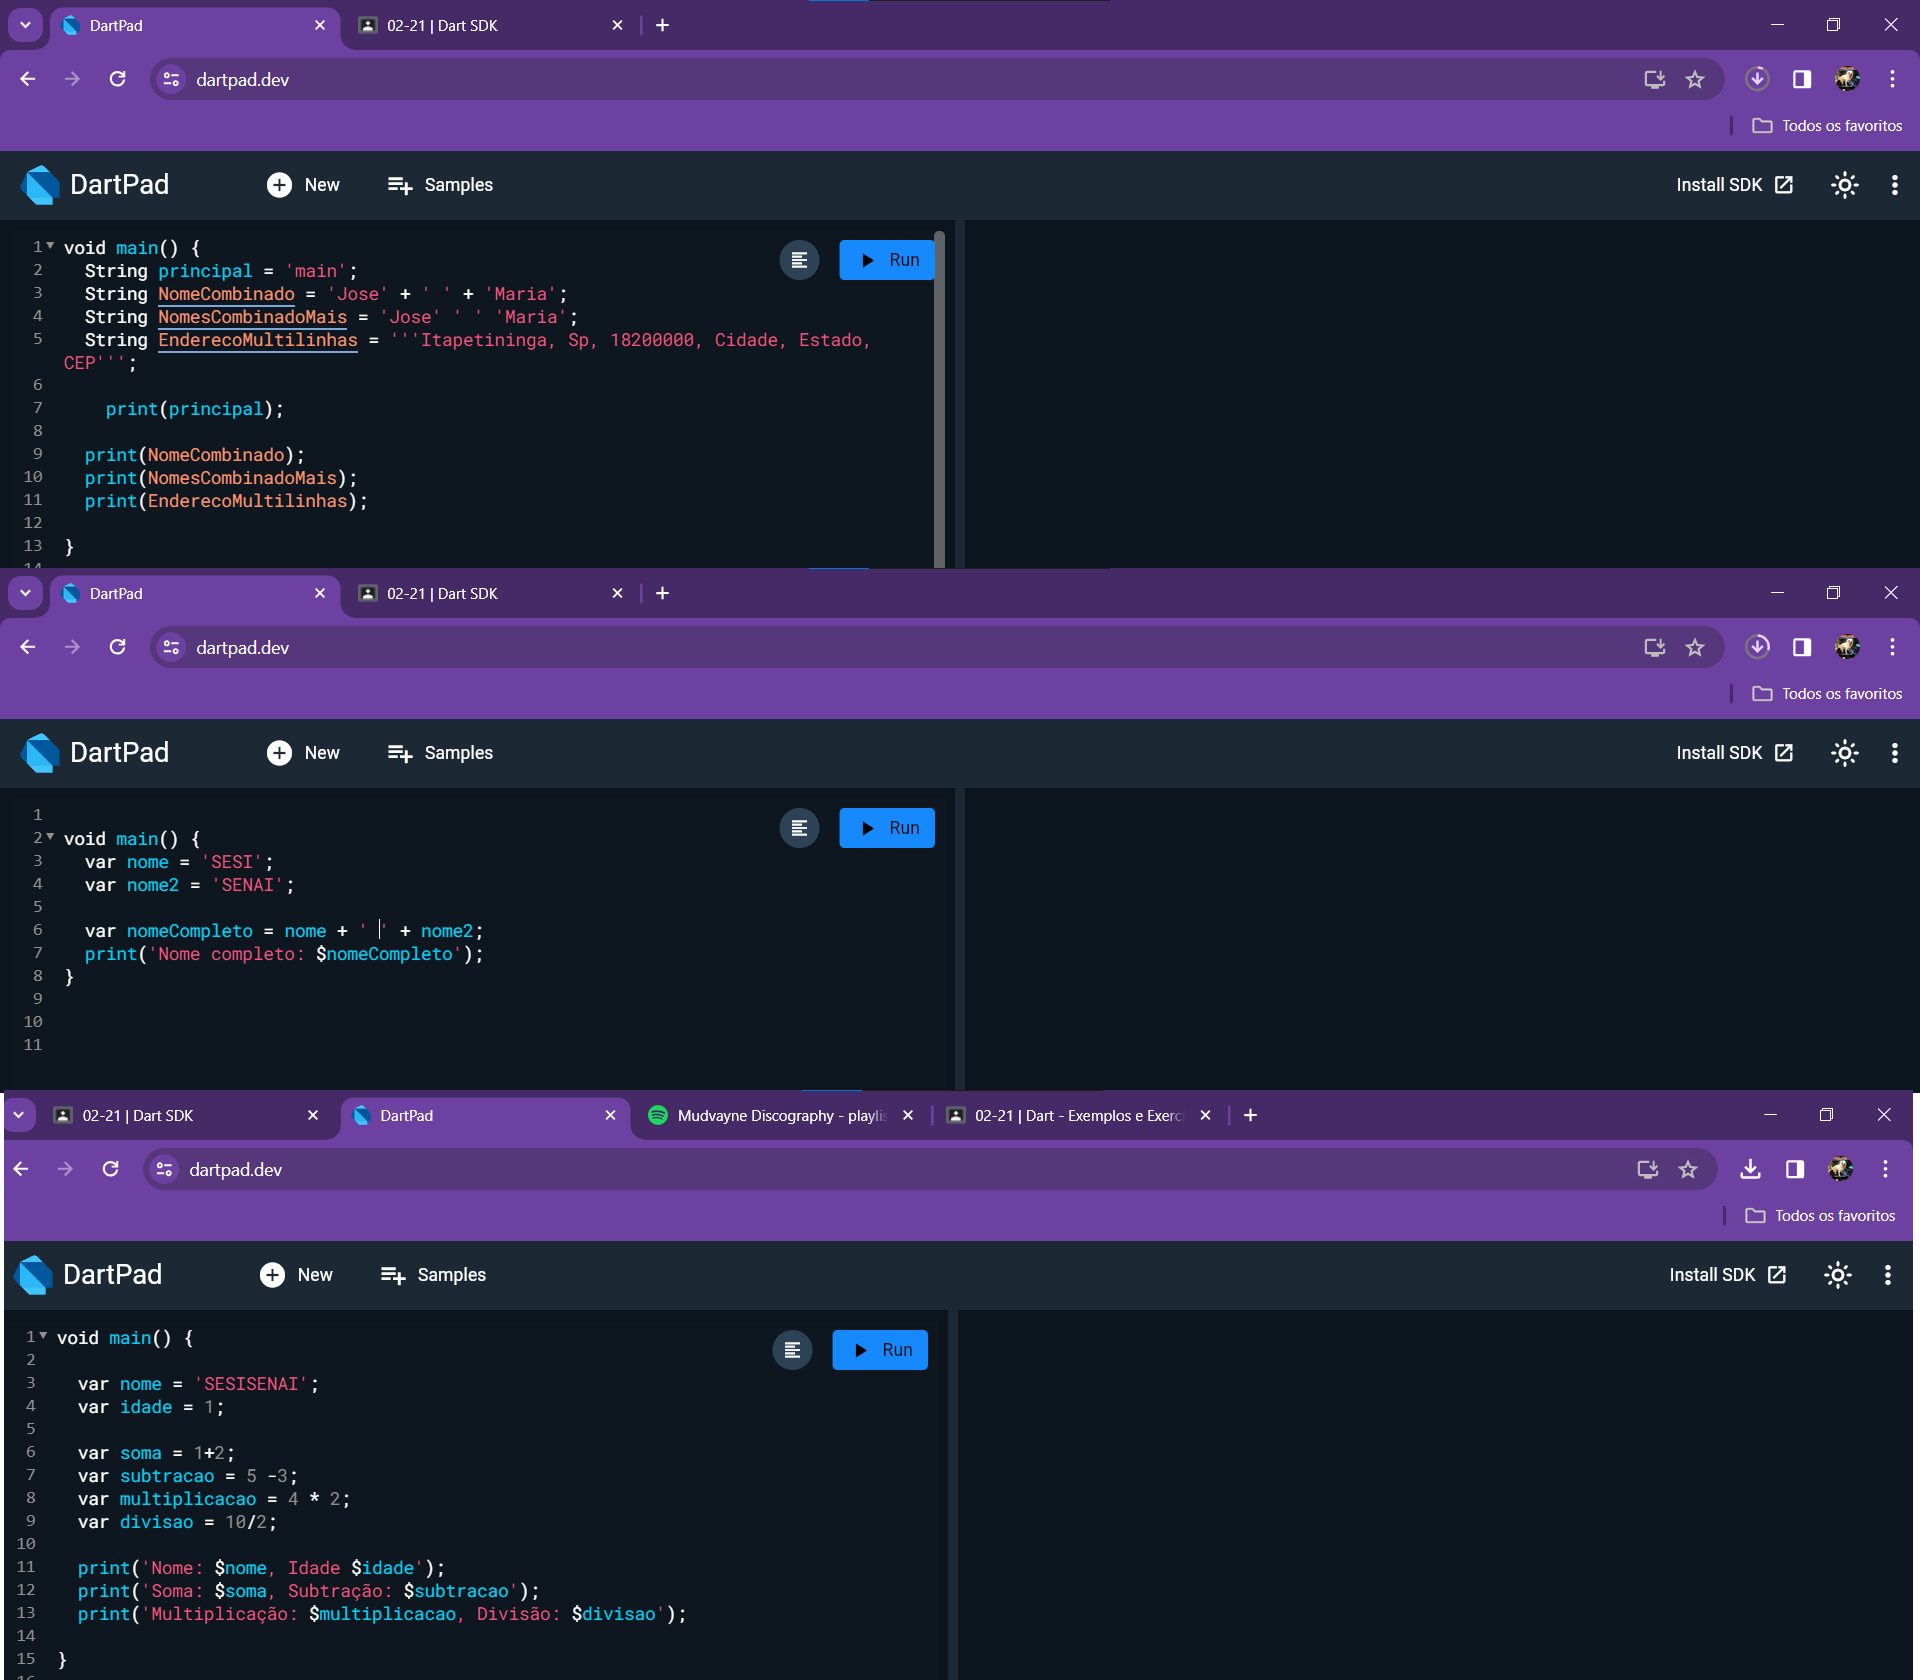 DartPad
02-21 | Dart SDK
dartpad.dev
Todos os favoritos
DartPad
New
Samples
Install SDK
1 void main() {
2 String principal = 'main';
3 String NomeCombinado = 'Jose' + ' ' + 'Maria';
4 String NomesCombinadoMais = 'Jose' ' ' 'Maria';
5 String EnderecoMultilinhas = '''Itapetininga, Sp, 18200000, Cidade, Estado,
CEP''';
6
7 print(principal);
8
9 print(NomeCombinado);
10 print(NomesCombinadoMais);
11 print(EnderecoMultilinhas);
12
13 }
14
Run
DartPad
02-21 | Dart SDK
dartpad.dev
Todos os favoritos
DartPad
New
Samples
Install SDK
1
2 void main() {
3 var nome = 'SESI';
4 var nome2 = 'SENAI';
5
6 var nomeCompleto = nome + ' ' + nome2;
7 print('Nome completo: $nomeCompleto');
8 }
9
10
11
Run
02-21 | Dart SDK
DartPad
Mudvayne Discography - playlis
02-21 | Dart - Exemplos e Exerc
dartpad.dev
Todos os favoritos
DartPad
New
Samples
Install SDK
1 void main() {
2
3 var nome = 'SESISENAI';
4 var idade = 1;
5
6 var soma = 1+2;
7 var subtracao = 5 -3;
8 var multiplicacao = 4 * 2;
9 var divisao = 10/2;
10
11 print('Nome: $nome, Idade $idade');
12 print('Soma: $soma, Subtração: $subtracao');
13 print('Multiplicação: $multiplicacao, Divisão: $divisao');
14
15 }
16
Run